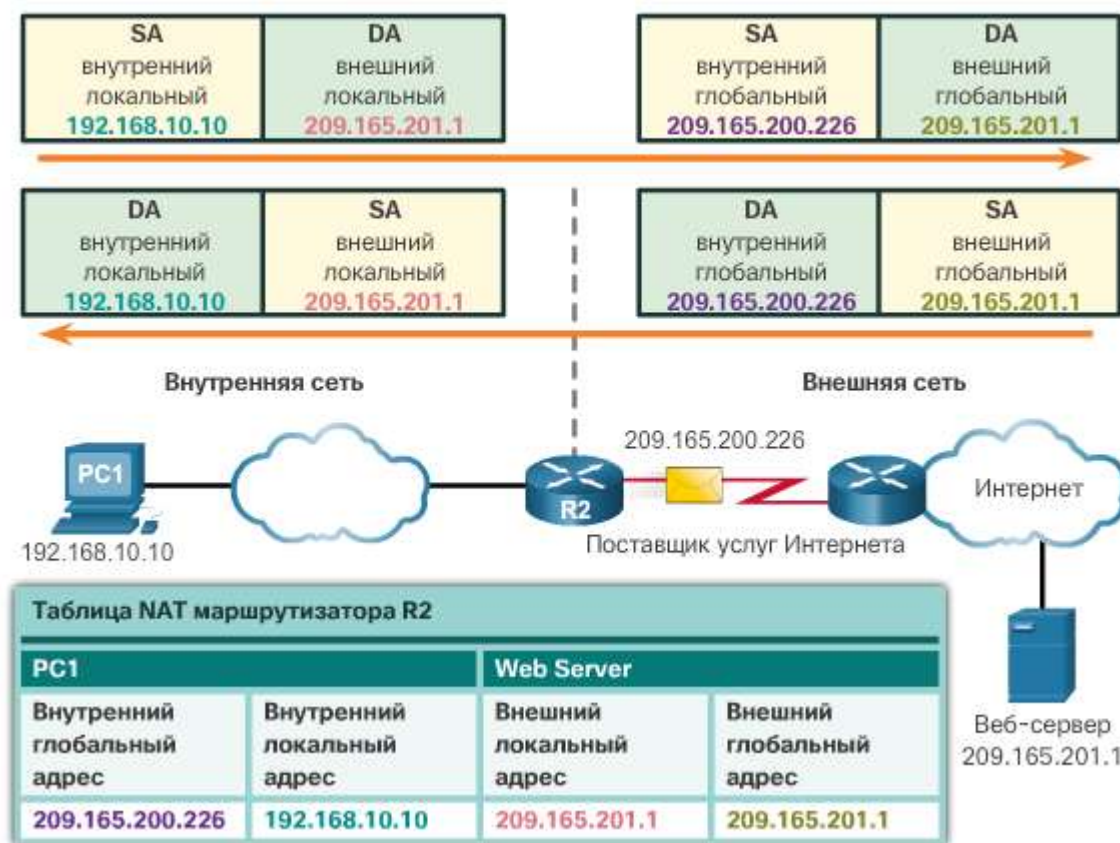 SA
внутренний
локальный
192.168.10.10
DA
внешний
локальный
209.165.201.1
SA
внутренний
глобальный
209.165.200.226
DA
внешний
глобальный
209.165.201.1
DA
внутренний
локальный
192.168.10.10
SA
внешний
локальный
209.165.201.1
DA
внутренний
глобальный
209.165.200.226
SA
внешний
глобальный
209.165.201.1
Внутренняя сеть
Внешняя сеть
209.165.200.226
PC1
R2
Интернет
192.168.10.10
Поставщик услуг Интернета
Веб-сервер
209.165.201.1
Таблица NAT маршрутизатора R2
PC1
Web Server
Внутренний
глобальный
адрес
Внутренний
локальный
адрес
Внешний
локальный
адрес
Внешний
глобальный
адрес
209.165.200.226
192.168.10.10
209.165.201.1
209.165.201.1